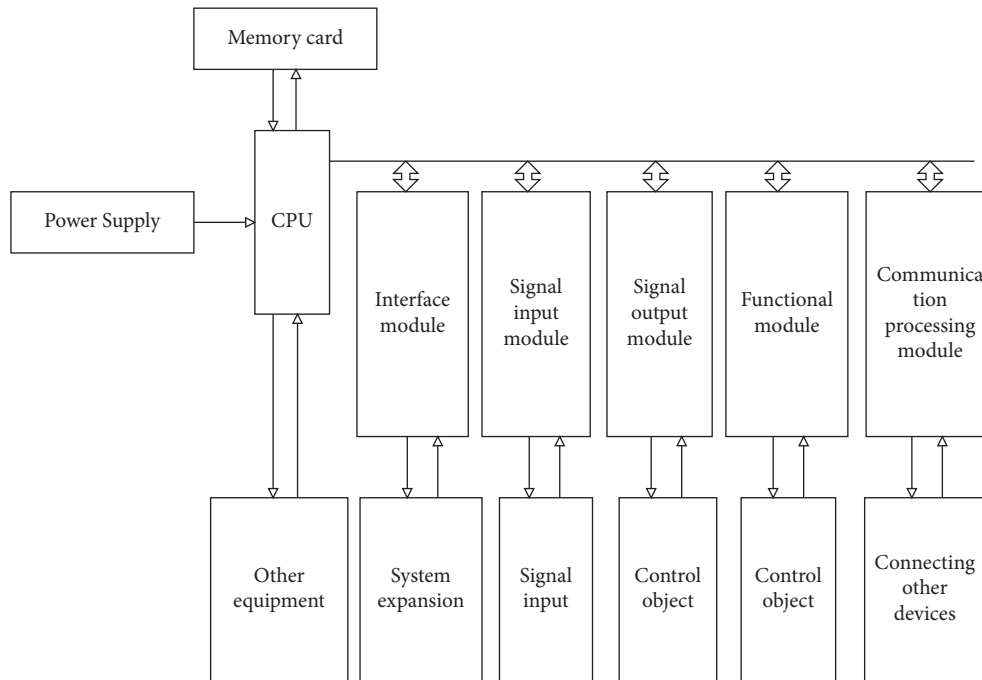 Memory card
Power Supply
CPU
Interface
module
Signal
input
module
Signal
output
module
Functional
module
Communica
tion
processing
module
Other
equipment
System
expansion
Signal
input
Control
object
Control
object
Connecting
other
devices